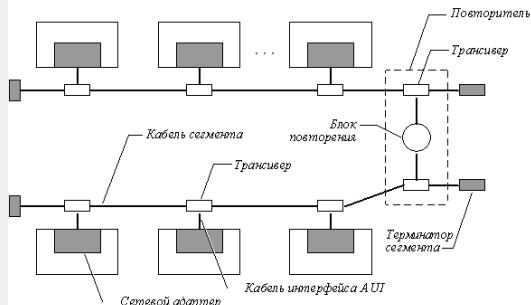 Повторитель
Трансивер
. . .
Блок
повторения
Кабель сегмента
Трансивер
Терминатор
сегмента
Кабель интерфейса AUI
Сетевой адаптер